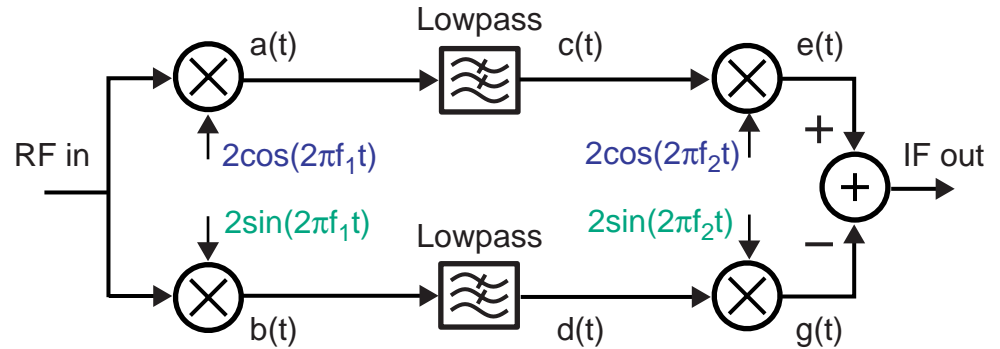 Lowpass
a(t)
c(t)
e(t)
2cos(2πf₁t)
2cos(2πf₂t)
+
RF in
+
IF out
2sin(2πf₁t)
2sin(2πf₂t)
−
Lowpass
b(t)
d(t)
g(t)